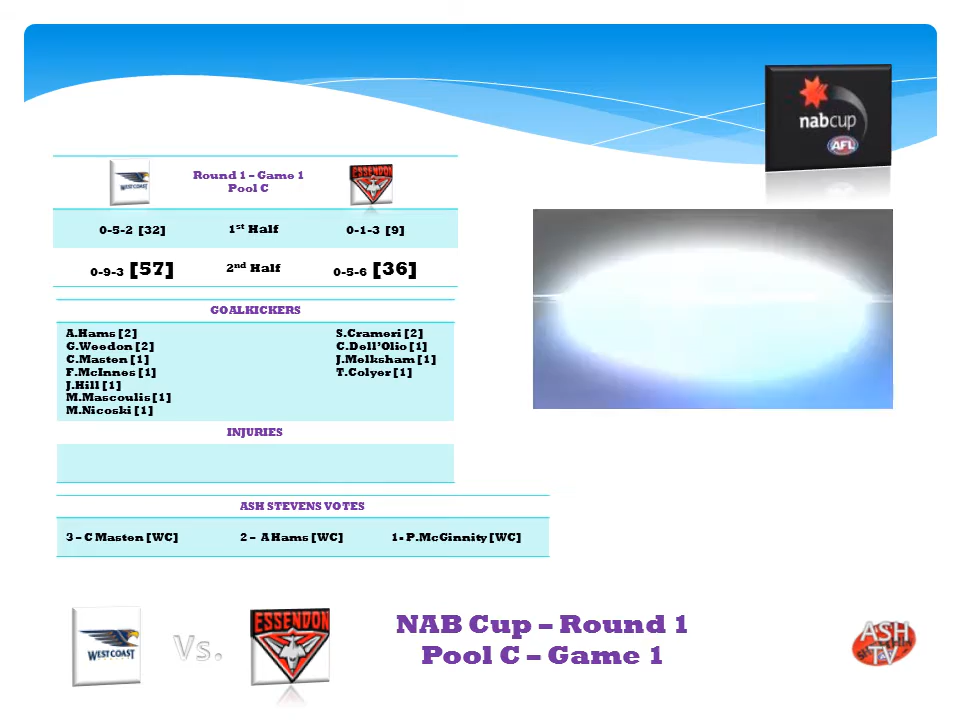 nabcup
AFL
WEST COAST
Round 1 – Game 1
Pool C
ESSENDON
0-5-2 [32] 1st Half 0-1-3 [9]
0-9-3 [57] 2nd Half 0-5-6 [36]
GOALKICKERS
A.Hams [2] S.Crameri [2]
G.Weedon [2] C.Dell'Olio [1]
C.Masten [1] J.Melksham [1]
F.McInnes [1] T.Colyer [1]
J.Hill [1]
M.Mascoulis [1]
M.Nicoski [1]
INJURIES
ASH STEVENS VOTES
3 – C Masten [WC] 2 – A Hams [WC] 1- P.McGinnity [WC]
WEST COAST
Vs.
ESSENDON
NAB Cup – Round 1
Pool C – Game 1
ASH
TV